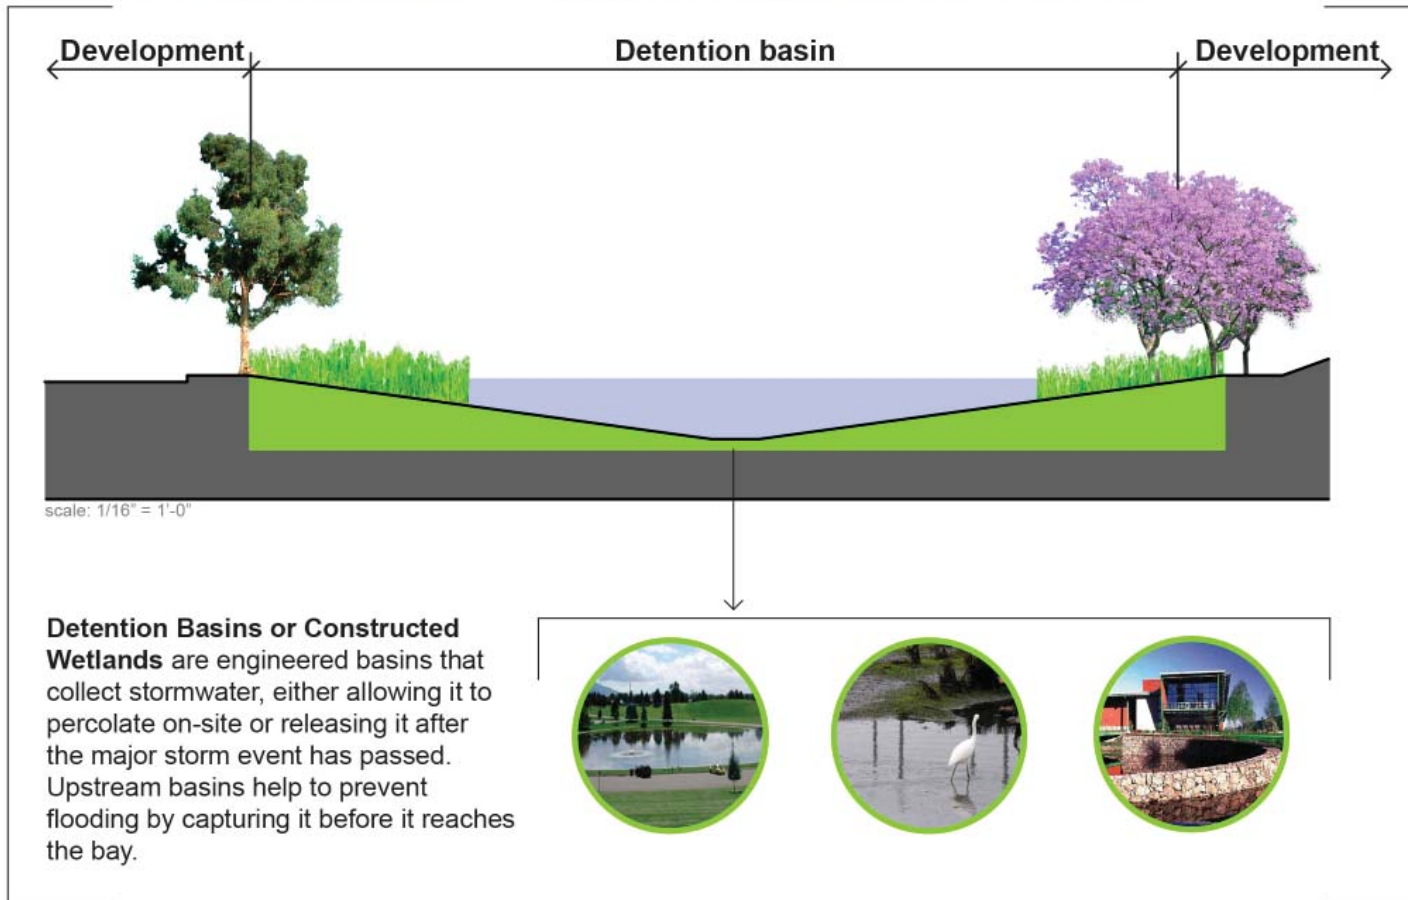 Development
Detention basin
Development
scale: 1/16" = 1'-0"
Detention Basins or Constructed
Wetlands are engineered basins that
collect stormwater, either allowing it to
percolate on-site or releasing it after
the major storm event has passed.
Upstream basins help to prevent
flooding by capturing it before it reaches
the bay.